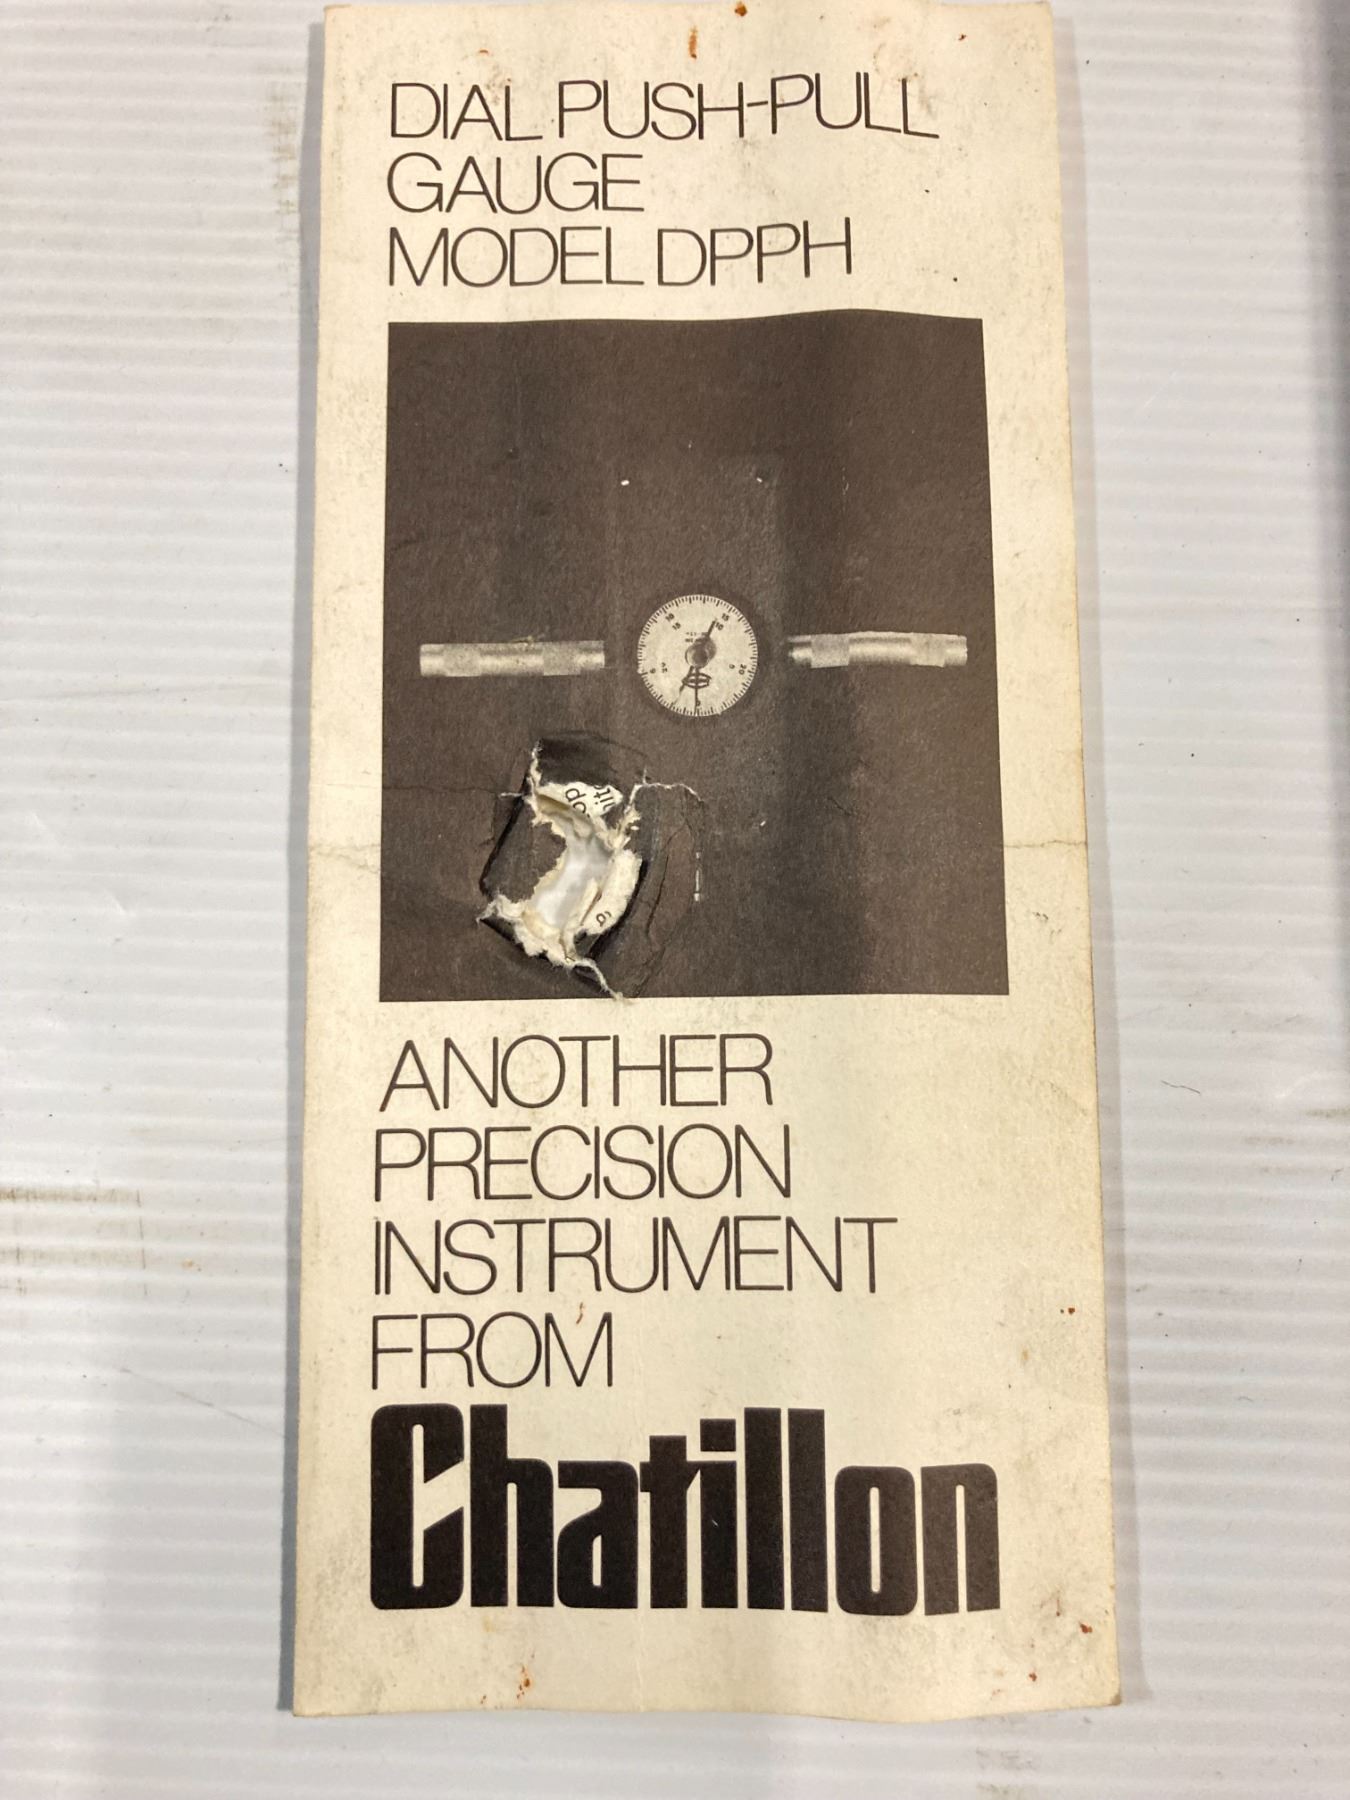 DIAL PUSH-PULL
GAUGE
MODEL DPPH
ANOTHER
PRECISION
INSTRUMENT
FROM
Chatillon